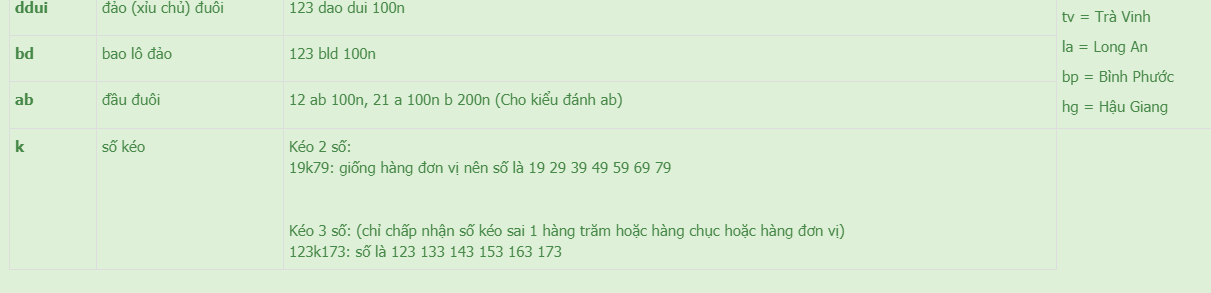 ddui đảo (xỉu chủ) đuôi 123 dao dui 100n
bd bao lô đảo 123 bld 100n
ab đầu đuôi 12 ab 100n, 21 a 100n b 200n (Cho kiểu đánh ab)
k số kéo Kéo 2 số:
19k79: giống hàng đơn vị nên số là 19 29 39 49 59 69 79
Kéo 3 số: (chỉ chấp nhận số kéo sai 1 hàng trăm hoặc hàng chục hoặc hàng đơn vị)
123k173: số là 123 133 143 153 163 173
tv = Trà Vinh
la = Long An
bp = Bình Phước
hg = Hậu Giang